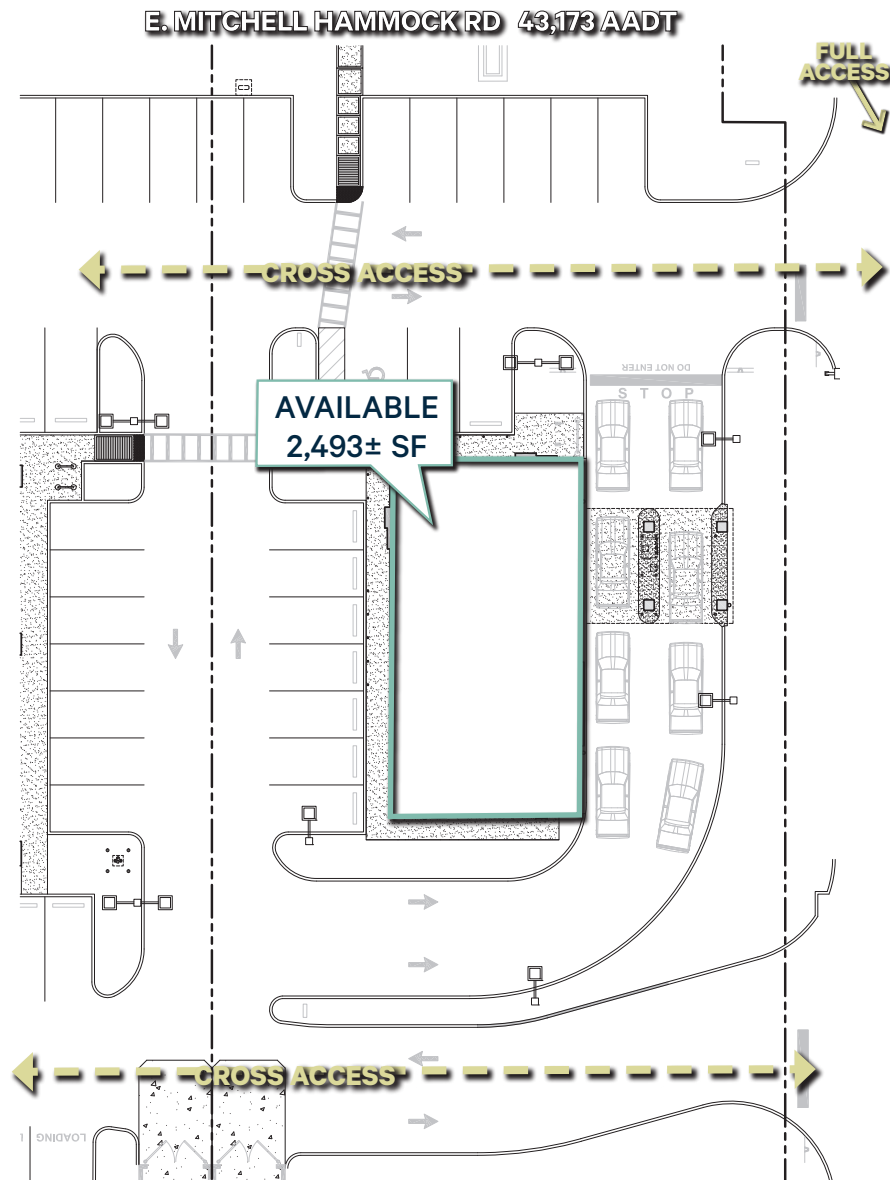 E. MITCHELL HAMMOCK RD 43,173 AADT
FULL
ACCESS
CROSS ACCESS
DO NOT ENTER
STOP
AVAILABLE
2,493± SF
CROSS ACCESS
LOADING